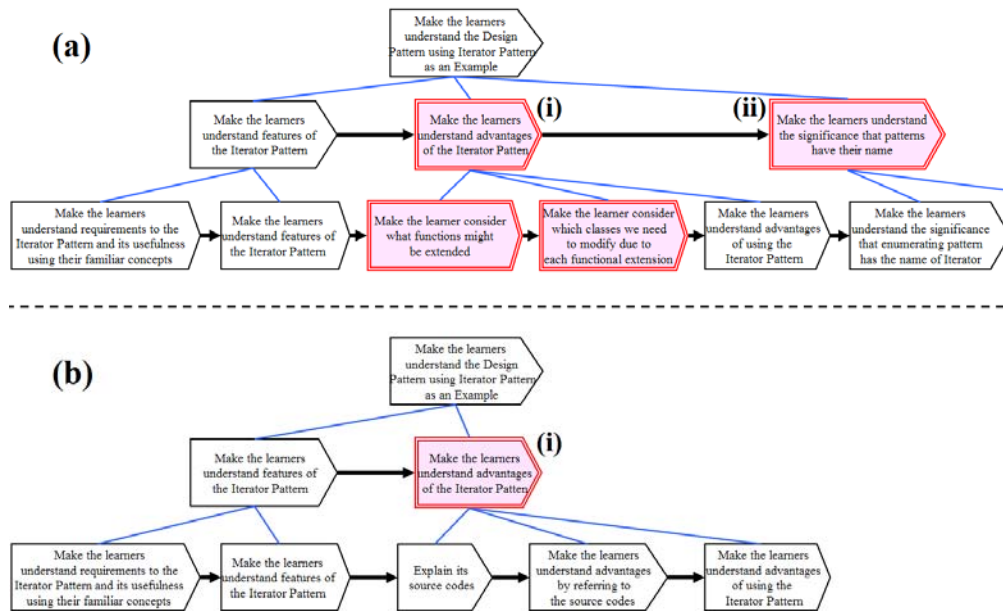 (a)
Make the learners
understand the Design
Pattern using Iterator Pattern
as an Example
Make the learners
understand features of
the Iterator Pattern
(i)
Make the learners
understand advantages
of the Iterator Patten
(ii)
Make the learners understand
the significance that patterns
have their name
Make the learners
understand requirements to the
Iterator Pattern and its usefulness
using their familiar concepts
Make the learners
understand features of
the Iterator Pattern
Make the learner consider
what functions might
be extended
Make the learner consider
which classes we need
to modify due to
each functional extension
Make the learners
understand advantages
of using the
Iterator Pattern
Make the learners
understand the significance
that enumerating pattern
has the name of Iterator
(b)
Make the learners
understand the Design
Pattern using Iterator Pattern
as an Example
Make the learners
understand features of
the Iterator Pattern
(i)
Make the learners
understand advantages
of the Iterator Patten
Make the learners
understand requirements to the
Iterator Pattern and its usefulness
using their familiar concepts
Make the learners
understand features of
the Iterator Pattern
Explain its
source codes
Make the learners
understand advantages
by referring to
the source codes
Make the learners
understand advantages
of using the
Iterator Pattern